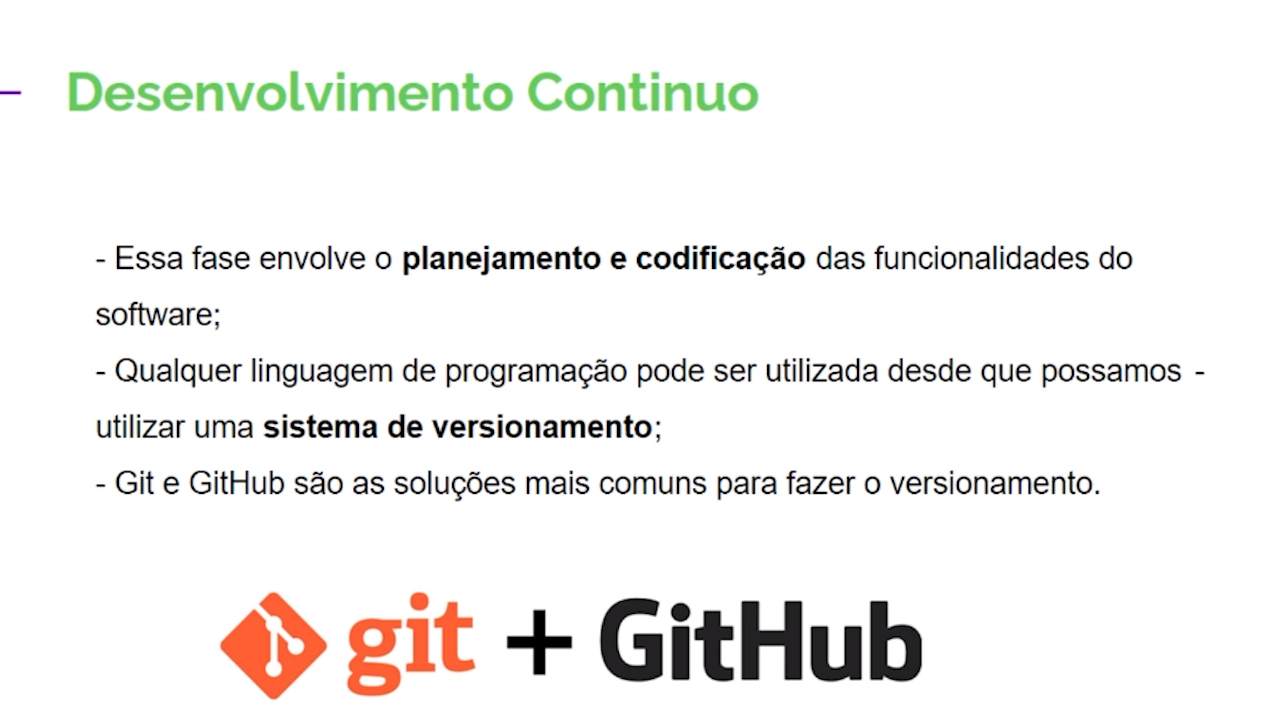 Desenvolvimento Continuo
- Essa fase envolve o planejamento e codificação das funcionalidades do
software;
- Qualquer linguagem de programação pode ser utilizada desde que possamos -
utilizar uma sistema de versionamento;
- Git e GitHub são as soluções mais comuns para fazer o versionamento.
git + GitHub